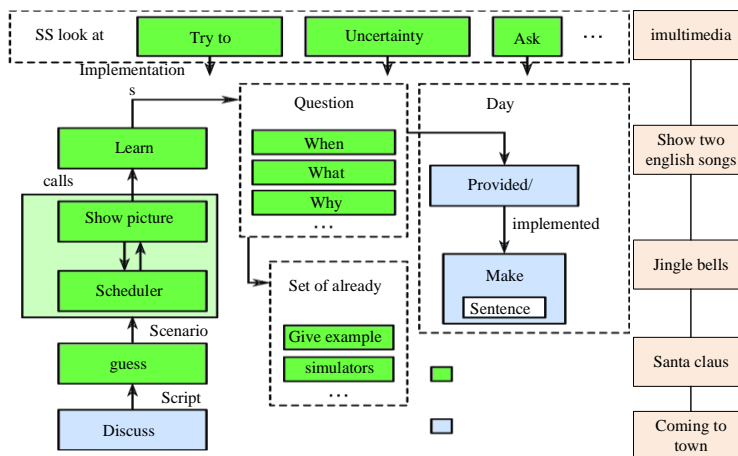 SS look at
Try to
Uncertainty
Ask
...
imultimedia
Implementation
s
Question
Day
Learn
When
What
Why
...
Show two
english songs
calls
Provided/
Show picture
implemented
Scheduler
Set of already
Make
Sentence
Jingle bells
Scenario
Give example
simulators
...
guess
Santa claus
Script
Discuss
Coming to
town